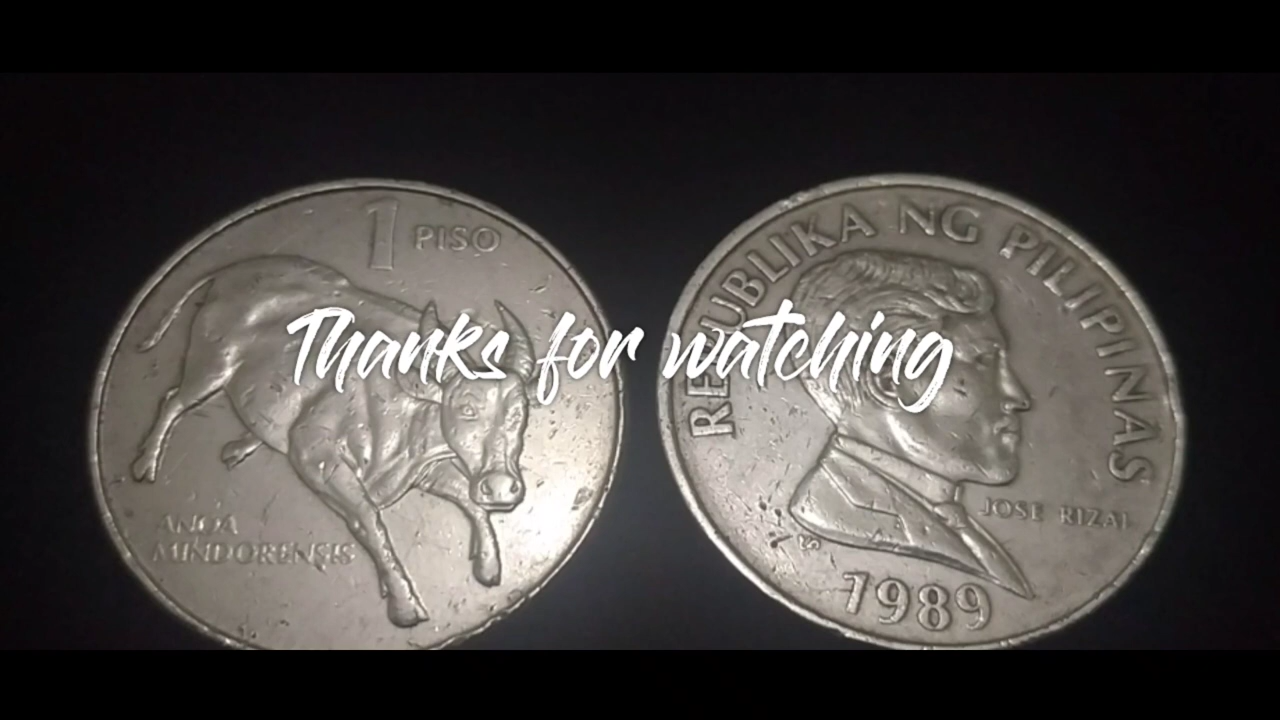 1 PISO
ANOA
MINDORENSIS
REPUBLIKA NG PILIPINAS
JOSE RIZAL
1989
Thanks for watching